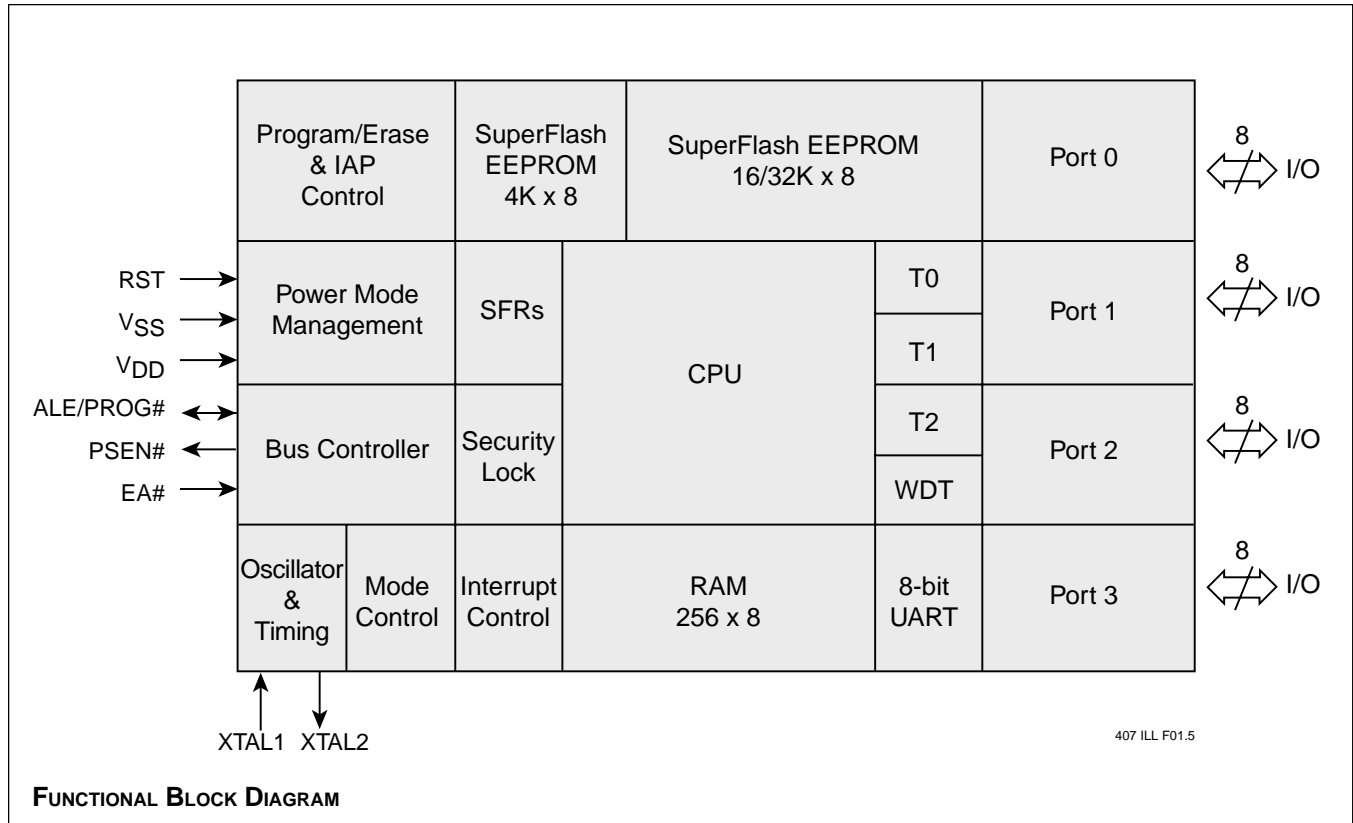 Program/Erase
& IAP
Control
SuperFlash
EEPROM
4K x 8
SuperFlash EEPROM
16/32K x 8
Port 0
8
I/O
RST
VSS
VDD
Power Mode
Management
SFRs
CPU
T0
T1
Port 1
8
I/O
ALE/PROG#
PSEN#
EA#
Bus Controller
Security
Lock
T2
WDT
Port 2
8
I/O
Oscillator
&
Timing
Mode
Control
Interrupt
Control
RAM
256 x 8
8-bit
UART
Port 3
8
I/O
XTAL1
XTAL2
407 ILL F01.5
FUNCTIONAL BLOCK DIAGRAM